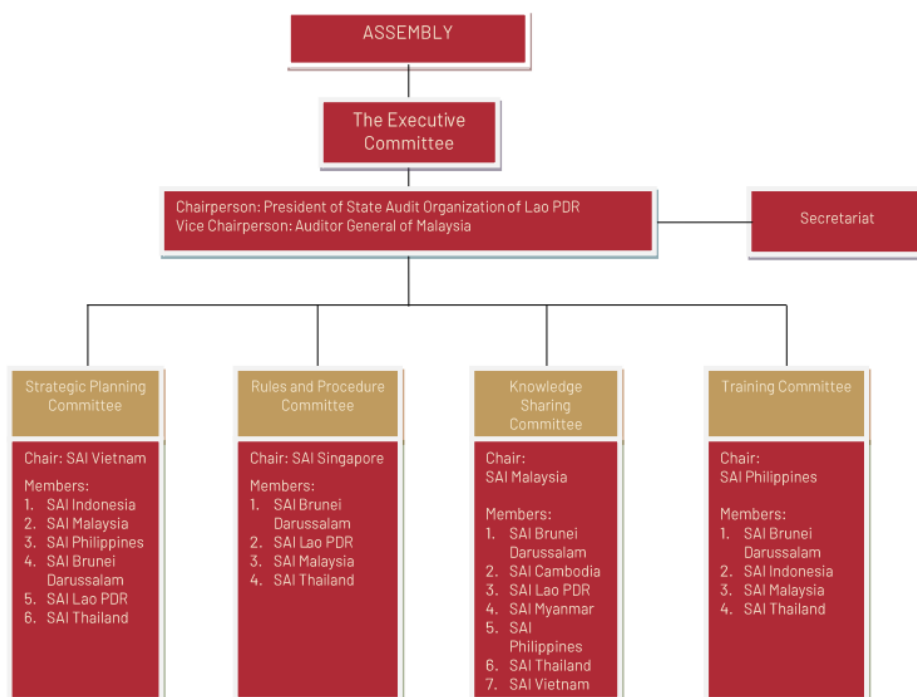 ASSEMBLY
The Executive
Committee
Chairperson: President of State Audit Organization of Lao PDR
Vice Chairperson: Auditor General of Malaysia
Secretariat
Strategic Planning
Committee
Chair: SAI Vietnam
Members:
1. SAI Indonesia
2. SAI Malaysia
3. SAI Philippines
4. SAI Brunei
Darussalam
5. SAI Lao PDR
6. SAI Thailand
Rules and Procedure
Committee
Chair: SAI Singapore
Members:
1. SAI Brunei
Darussalam
2. SAI Lao PDR
3. SAI Malaysia
4. SAI Thailand
Knowledge
Sharing
Committee
Chair:
SAI Malaysia
Members:
1. SAI Brunei
Darussalam
2. SAI Cambodia
3. SAI Lao PDR
4. SAI Myanmar
5. SAI
Philippines
6. SAI Thailand
7. SAI Vietnam
Training Committee
Chair:
SAI Philippines
Members:
1. SAI Brunei
Darussalam
2. SAI Indonesia
3. SAI Malaysia
4. SAI Thailand